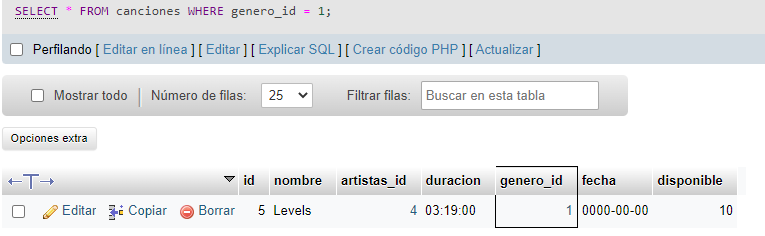 SELECT * FROM canciones WHERE genero_id = 1;
Perfilando [ Editar en línea ] [ Editar ] [ Explicar SQL ] [ Crear código PHP ] [ Actualizar ]
Mostrar todo Número de filas: 25 Filtrar filas: Buscar en esta tabla
Opciones extra
id nombre artistas_id duracion genero_id fecha disponible
Editar Copiar Borrar 5 Levels 4 03:19:00 1 0000-00-00 10